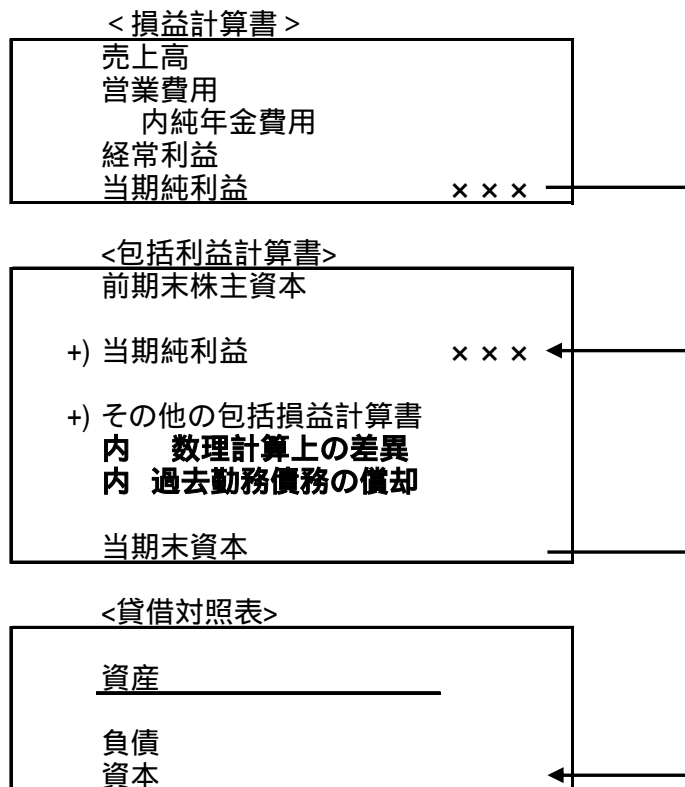 ＜損益計算書＞
売上高
営業費用
内純年金費用
経常利益
当期純利益 ×××
<包括利益計算書>
前期末株主資本
+) 当期純利益 ×××
+) その他の包括損益計算書
内 数理計算上の差異
内 過去勤務債務の償却
当期末資本
<貸借対照表>
資産
負債
資本